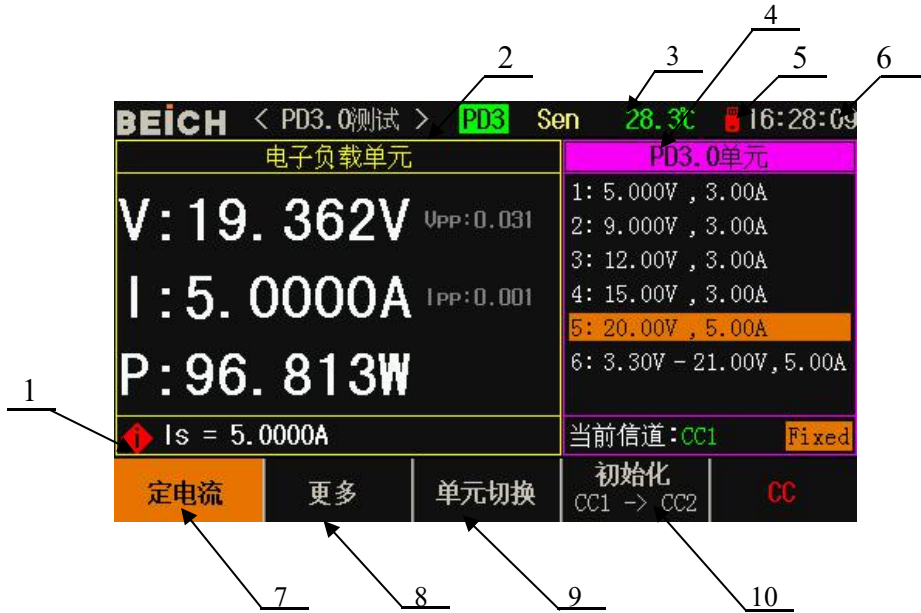 4
2
3
5
6
BEICH < PD3.0测试 > PD3 Sen 28.3℃ 16:28:09
电子负载单元
PD3.0单元
V:19.362V Vpp:0.031
I:5.0000A Ipp:0.001
P:96.813W
1: 5.000V , 3.00A
2: 9.000V , 3.00A
3: 12.00V , 3.00A
4: 15.00V , 3.00A
5: 20.00V , 5.00A
6: 3.30V - 21.00V,5.00A
1
i Is = 5.0000A
当前信道:CC1 Fixed
定电流
更多
单元切换
初始化
CC1 -> CC2
CC
7
8
9
10